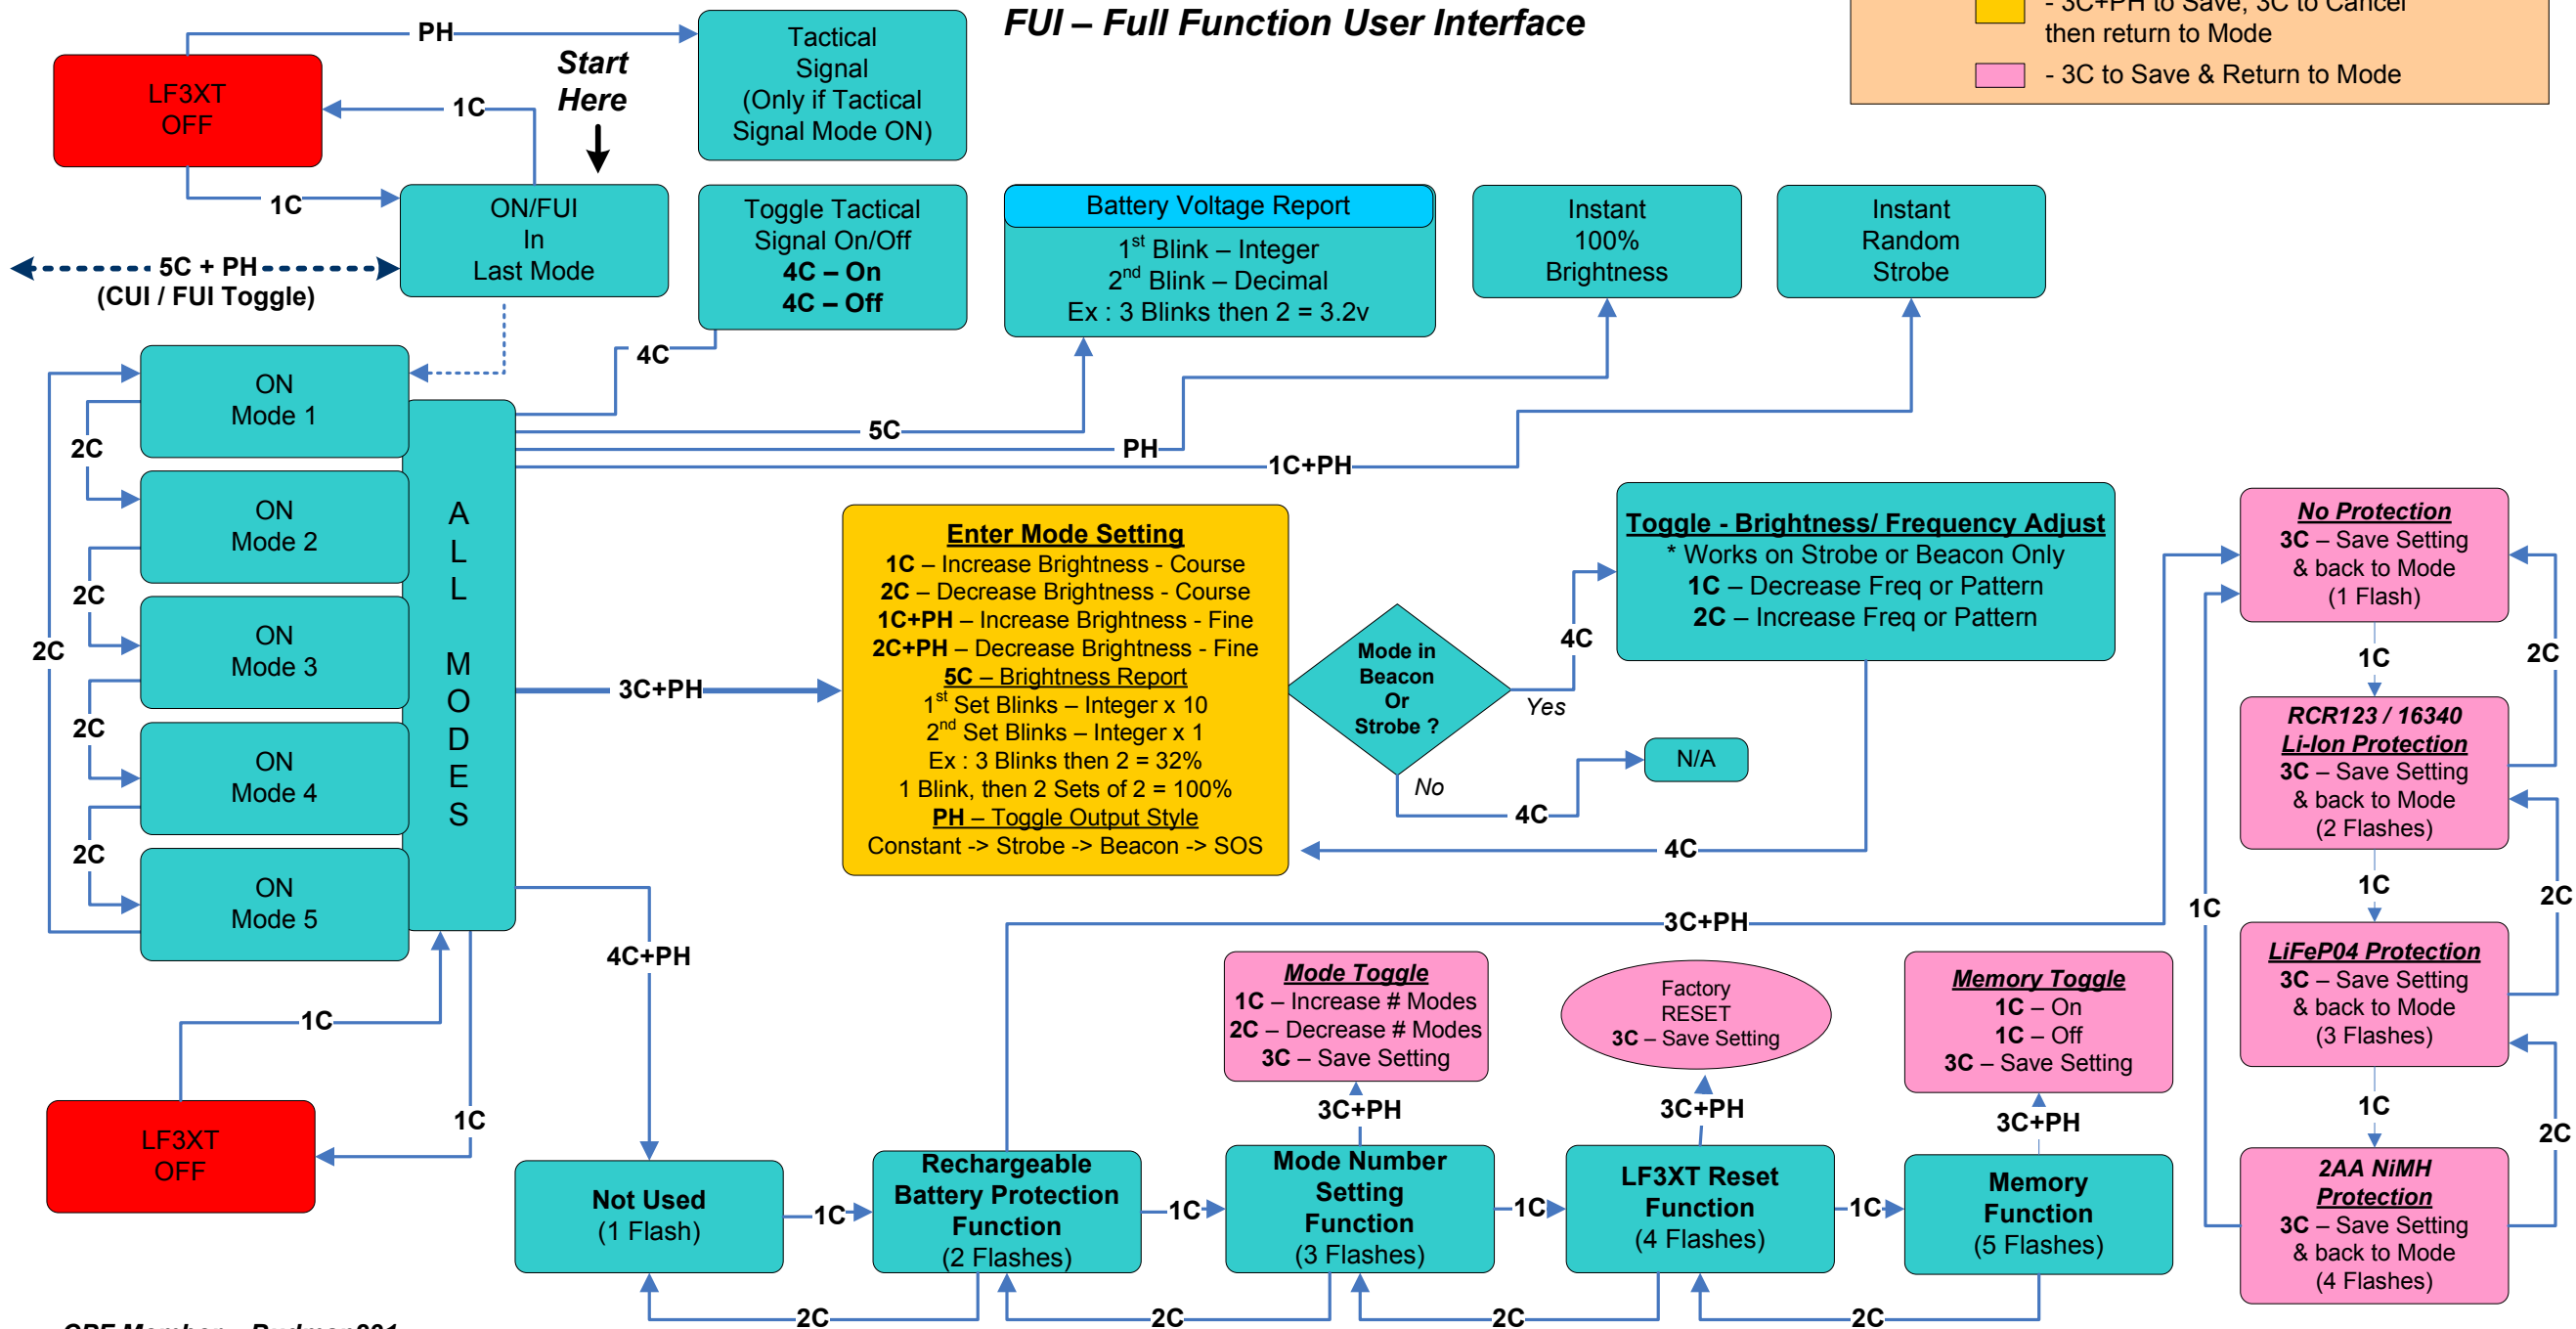 FUI – Full Function User Interface
- 3C+PH to Save, 3C to Cancel
then return to Mode
- 3C to Save & Return to Mode
PH
Tactical
Signal
(Only if Tactical
Signal Mode ON)
Start
Here
LF3XT
OFF
1C
1C
ON/FUI
In
Last Mode
5C + PH
(CUI / FUI Toggle)
Toggle Tactical
Signal On/Off
4C – On
4C – Off
Battery Voltage Report
1st Blink – Integer
2nd Blink – Decimal
Ex : 3 Blinks then 2 = 3.2v
Instant
100%
Brightness
Instant
Random
Strobe
4C
5C
PH
1C+PH
ON
Mode 1
2C
ON
Mode 2
2C
ON
Mode 3
2C
2C
ON
Mode 4
2C
ON
Mode 5
A
L
L
M
O
D
E
S
3C+PH
Enter Mode Setting
1C – Increase Brightness - Course
2C – Decrease Brightness - Course
1C+PH – Increase Brightness - Fine
2C+PH – Decrease Brightness - Fine
5C – Brightness Report
1st Set Blinks – Integer x 10
2nd Set Blinks – Integer x 1
Ex : 3 Blinks then 2 = 32%
1 Blink, then 2 Sets of 2 = 100%
PH – Toggle Output Style
Constant -> Strobe -> Beacon -> SOS
Mode in
Beacon
Or
Strobe ?
Yes
4C
No
4C
N/A
Toggle - Brightness/ Frequency Adjust
* Works on Strobe or Beacon Only
1C – Decrease Freq or Pattern
2C – Increase Freq or Pattern
4C
No Protection
3C – Save Setting
& back to Mode
(1 Flash)
1C
2C
RCR123 / 16340
Li-Ion Protection
3C – Save Setting
& back to Mode
(2 Flashes)
1C
2C
1C
LiFeP04 Protection
3C – Save Setting
& back to Mode
(3 Flashes)
1C
2C
2AA NiMH
Protection
3C – Save Setting
& back to Mode
(4 Flashes)
4C+PH
3C+PH
1C
1C
LF3XT
OFF
Mode Toggle
1C – Increase # Modes
2C – Decrease # Modes
3C – Save Setting
3C+PH
Factory
RESET
3C – Save Setting
3C+PH
Memory Toggle
1C – On
1C – Off
3C – Save Setting
3C+PH
Not Used
(1 Flash)
1C
Rechargeable
Battery Protection
Function
(2 Flashes)
1C
Mode Number
Setting
Function
(3 Flashes)
1C
LF3XT Reset
Function
(4 Flashes)
1C
Memory
Function
(5 Flashes)
2C
2C
2C
2C